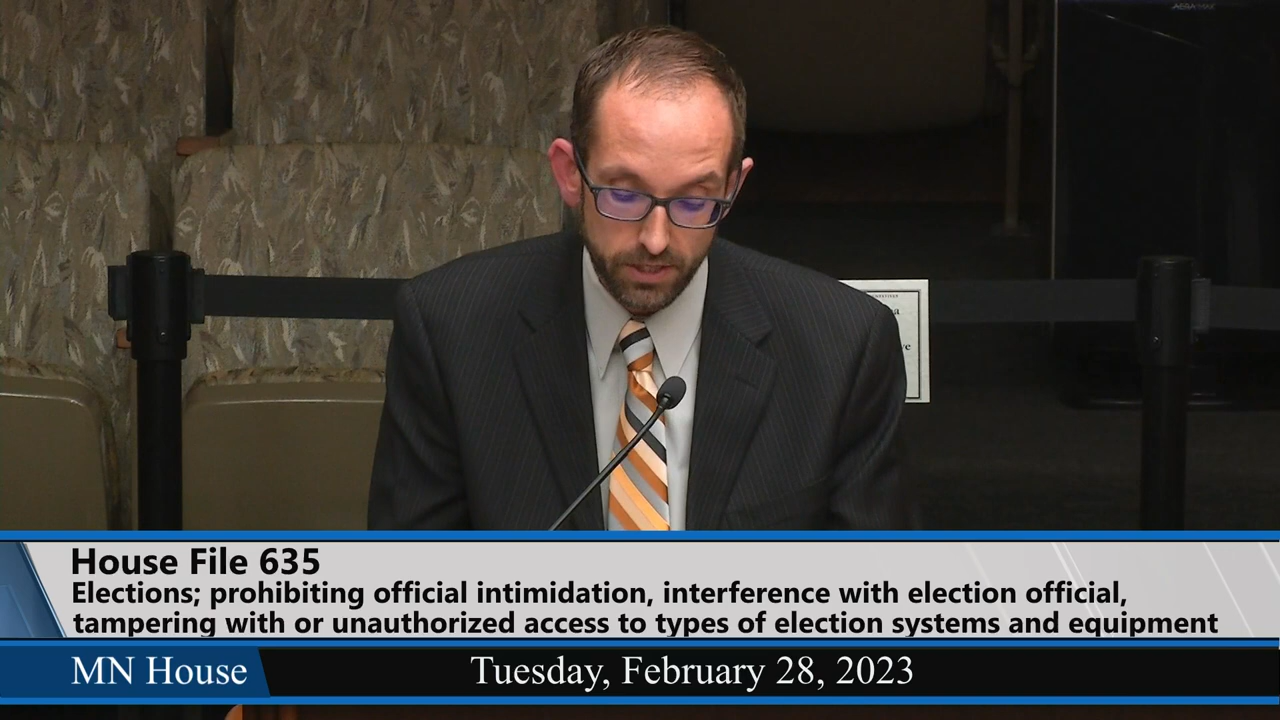 House File 635
Elections; prohibiting official intimidation, interference with election official,
tampering with or unauthorized access to types of election systems and equipment
MN House
Tuesday, February 28, 2023